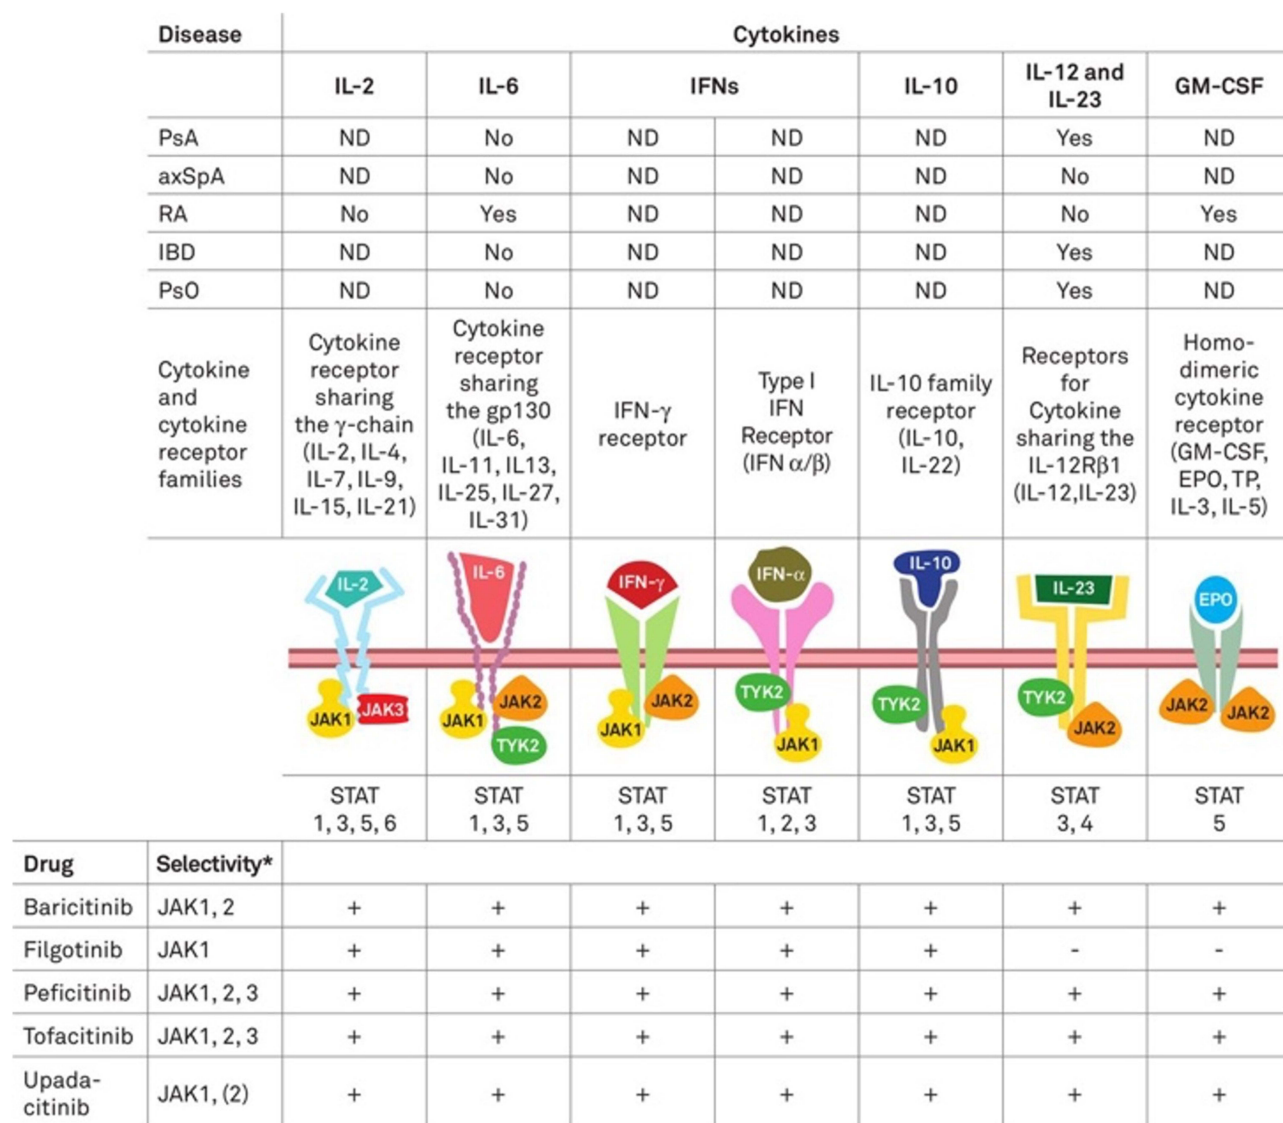 Disease Cytokines
IL-2 IL-6 IFNs IL-10 IL-12 and IL-23 GM-CSF
PsA ND No ND ND ND Yes ND
axSpA ND No ND ND ND No ND
RA No Yes ND ND ND No Yes
IBD ND No ND ND ND Yes ND
PsO ND No ND ND ND Yes ND
Cytokine
and
cytokine
receptor
families
Cytokine
receptor
sharing
the γ-chain
(IL-2, IL-4,
IL-7, IL-9,
IL-15, IL-21)
Cytokine
receptor
sharing
the gp130
(IL-6,
IL-11, IL13,
IL-25, IL-27,
IL-31)
IFN-γ
receptor
Type I
IFN
Receptor
(IFN α/β)
IL-10 family
receptor
(IL-10,
IL-22)
Receptors
for
Cytokine
sharing the
IL-12Rβ1
(IL-12,IL-23)
Homo-
dimeric
cytokine
receptor
(GM-CSF,
EPO, TP,
IL-3, IL-5)
IL-2
JAK1 JAK3
IL-6
JAK1 JAK2
TYK2
IFN-γ
JAK1 JAK2
IFN-α
TYK2
JAK1
IL-10
TYK2
JAK1
IL-23
TYK2
JAK2
EPO
JAK2 JAK2
STAT STAT STAT STAT STAT STAT STAT
1, 3, 5, 6 1, 3, 5 1, 3, 5 1, 2, 3 1, 3, 5 3, 4 5
Drug Selectivity*
Baricitinib JAK1, 2 + + + + + + +
Filgotinib JAK1 + + + + + - -
Peficitinib JAK1, 2, 3 + + + + + + +
Tofacitinib JAK1, 2, 3 + + + + + + +
Upada-
citinib JAK1, (2) + + + + + + +